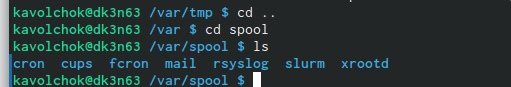 kavolchok@dk3n63 /var/tmp $ cd ..
kavolchok@dk3n63 /var $ cd spool
kavolchok@dk3n63 /var/spool $ ls
cron cups fcron mail rsyslog slurm xrootd
kavolchok@dk3n63 /var/spool $